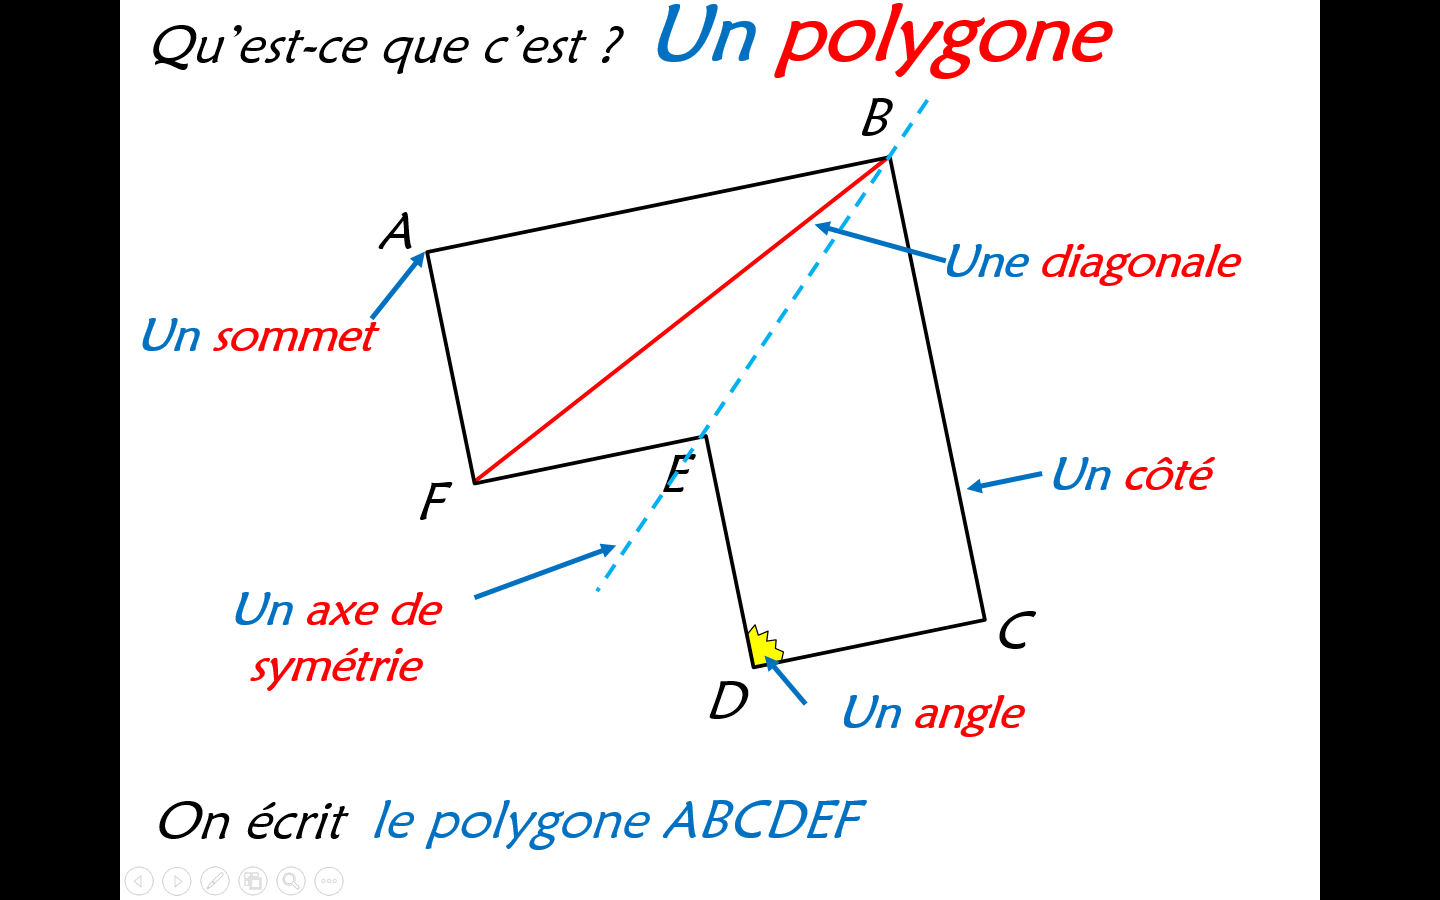 Qu’est-ce que c’est ? Un polygone
B
A
Une diagonale
Un sommet
E
Un côté
F
Un axe de
symétrie
C
D
Un angle
On écrit le polygone ABCDEF